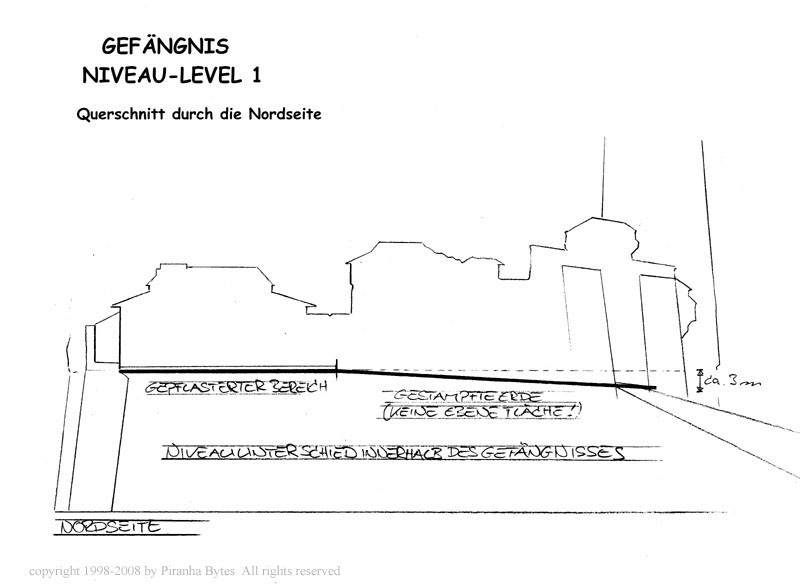 GEFÄNGNIS
NIVEAU-LEVEL 1
Querschnitt durch die Nordseite
ca. 3m
GEPFLASTERTER BEREICH
GESTAMPFTE ERDE
(KEINE EBENE FLÄCHE!)
NIVEAUUNTERSCHIED INNERHALB DES GEFÄNGNISSES
NORDSEITE
copyright 1998-2008 by Piranha Bytes All rights reserved